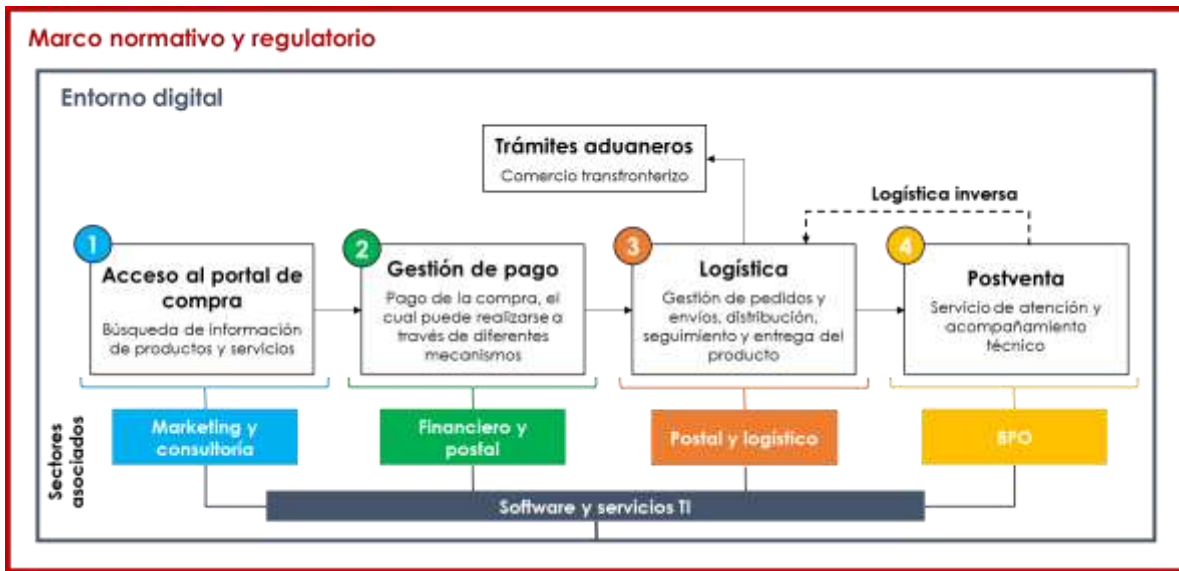 Marco normativo y regulatorio
Entorno digital
Trámites aduaneros
Comercio transfronterizo
Logística inversa
1
Acceso al portal de
compra
Búsqueda de información
de productos y servicios
2
Gestión de pago
Pago de la compra, el
cual puede realizarse a
través de diferentes
mecanismos
3
Logística
Gestión de pedidos y
envíos, distribución,
seguimiento y entrega del
producto
4
Postventa
Servicio de atención y
acompañamiento
técnico
Sectores
asociados
Marketing y
consultoría
Financiero y
postal
Postal y logístico
BPO
Software y servicios TI